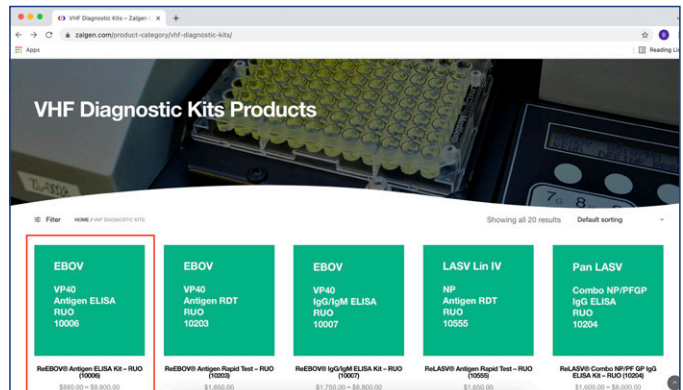 VHF Diagnostic Kits – Zalgen L
zalgen.com/product-category/vhf-diagnostic-kits/
B
Apps
Reading Lis
VHF Diagnostic Kits Products
7G
8
Filter
HOME / VHF DIAGNOSTIC KITS
Showing all 20 results
Default sorting
EBOV
VP40
Antigen ELISA
RUO
10006
EBOV
VP40
Antigen RDT
RUO
10203
EBOV
VP40
IgG/IgM ELISA
RUO
10007
LASV Lin IV
NP
Antigen RDT
RUO
10555
Pan LASV
Combo NP/PFGP
IgG ELISA
RUO
10204
ReEBOV® Antigen ELISA Kit – RUO
(10006)
$880.00 – $8,800.00
ReEBOV® Antigen Rapid Test – RUO
(10203)
$1,650.00
ReEBOV® IgG/IgM ELISA Kit – RUO
(10007)
$1,750.00 – $8,800.00
ReLASV® Antigen Rapid Test – RUO
(10555)
$1,650.00
ReLASV® Combo NP/PF GP IgG
ELISA Kit – RUO (10204)
$1,600.00 – $8,000.00